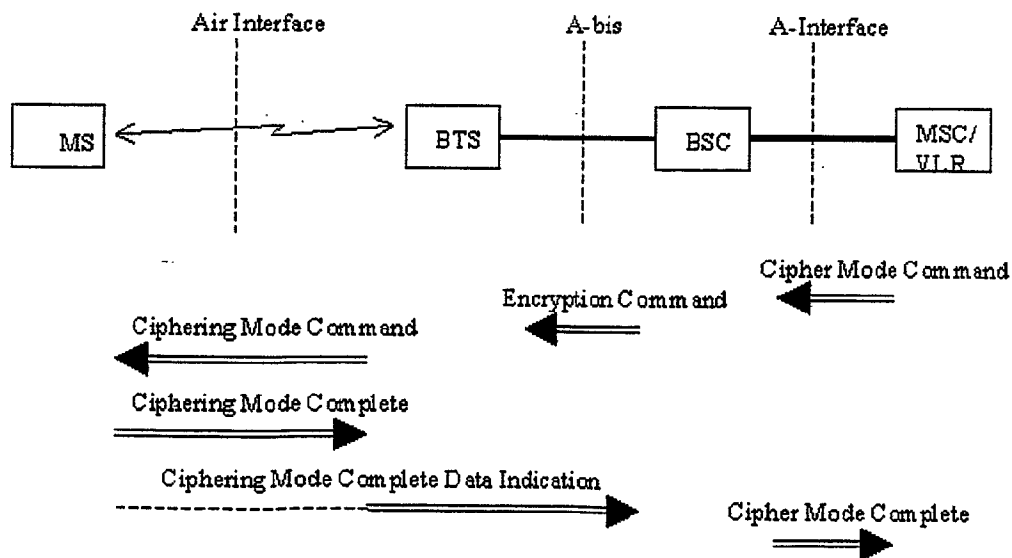 Air Interface
A-bis
A-Interface
MS
BTS
BSC
MSC/
VLR
Cipher Mode Command
Encryption Command
Ciphering Mode Command
Ciphering Mode Complete
Ciphering Mode Complete Data Indication
Cipher Mode Complete